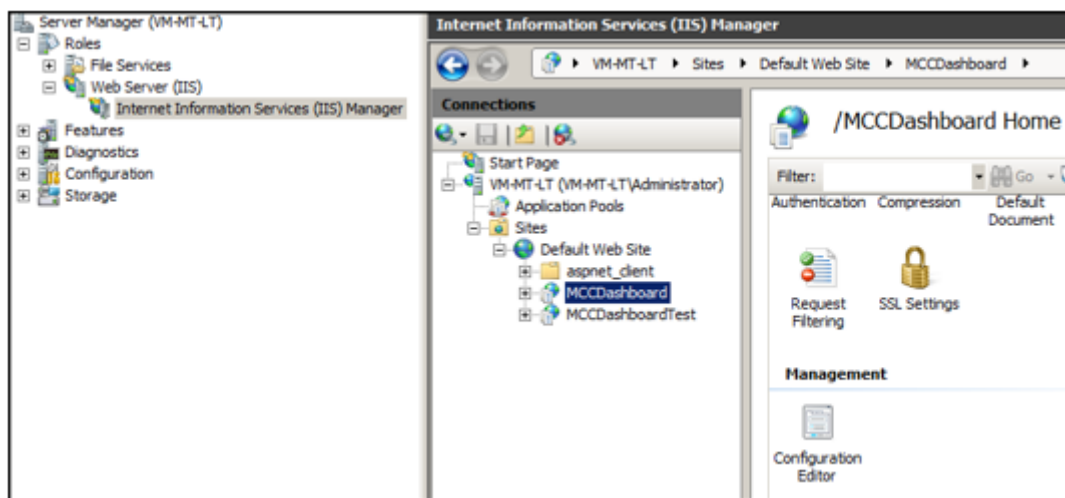 Server Manager (VM-MT-LT)
Roles
File Services
Web Server (IIS)
Internet Information Services (IIS) Manager
Features
Diagnostics
Configuration
Storage
Internet Information Services (IIS) Manager
VM-MT-LT Sites Default Web Site MCCDashboard
Connections
Start Page
VM-MT-LT (VM-MT-LT\Administrator)
Application Pools
Sites
Default Web Site
aspnet_client
MCCDashboard
MCCDashboardTest
/MCCDashboard Home
Filter: Go
Authentication Compression Default
Document
Request SSL Settings
Filtering
Management
Configuration
Editor